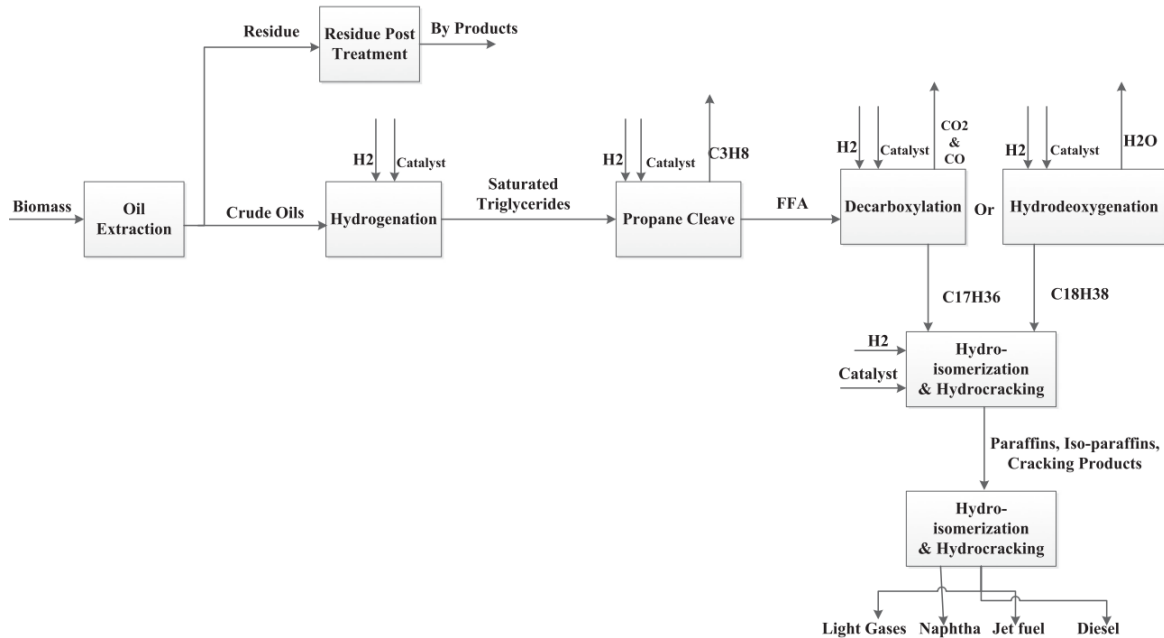 Residue
Residue Post
Treatment
By Products
H2
Catalyst
H2
Catalyst
C3H8
H2
Catalyst
CO2
&
CO
H2
Catalyst
H2O
Biomass
Oil
Extraction
Crude Oils
Hydrogenation
Saturated
Triglycerides
Propane Cleave
FFA
Decarboxylation
Or
Hydrodeoxygenation
C17H36
C18H38
H2
Catalyst
Hydro-
isomerization
& Hydrocracking
Paraffins, Iso-paraffins,
Cracking Products
Hydro-
isomerization
& Hydrocracking
Light Gases
Naphtha
Jet fuel
Diesel